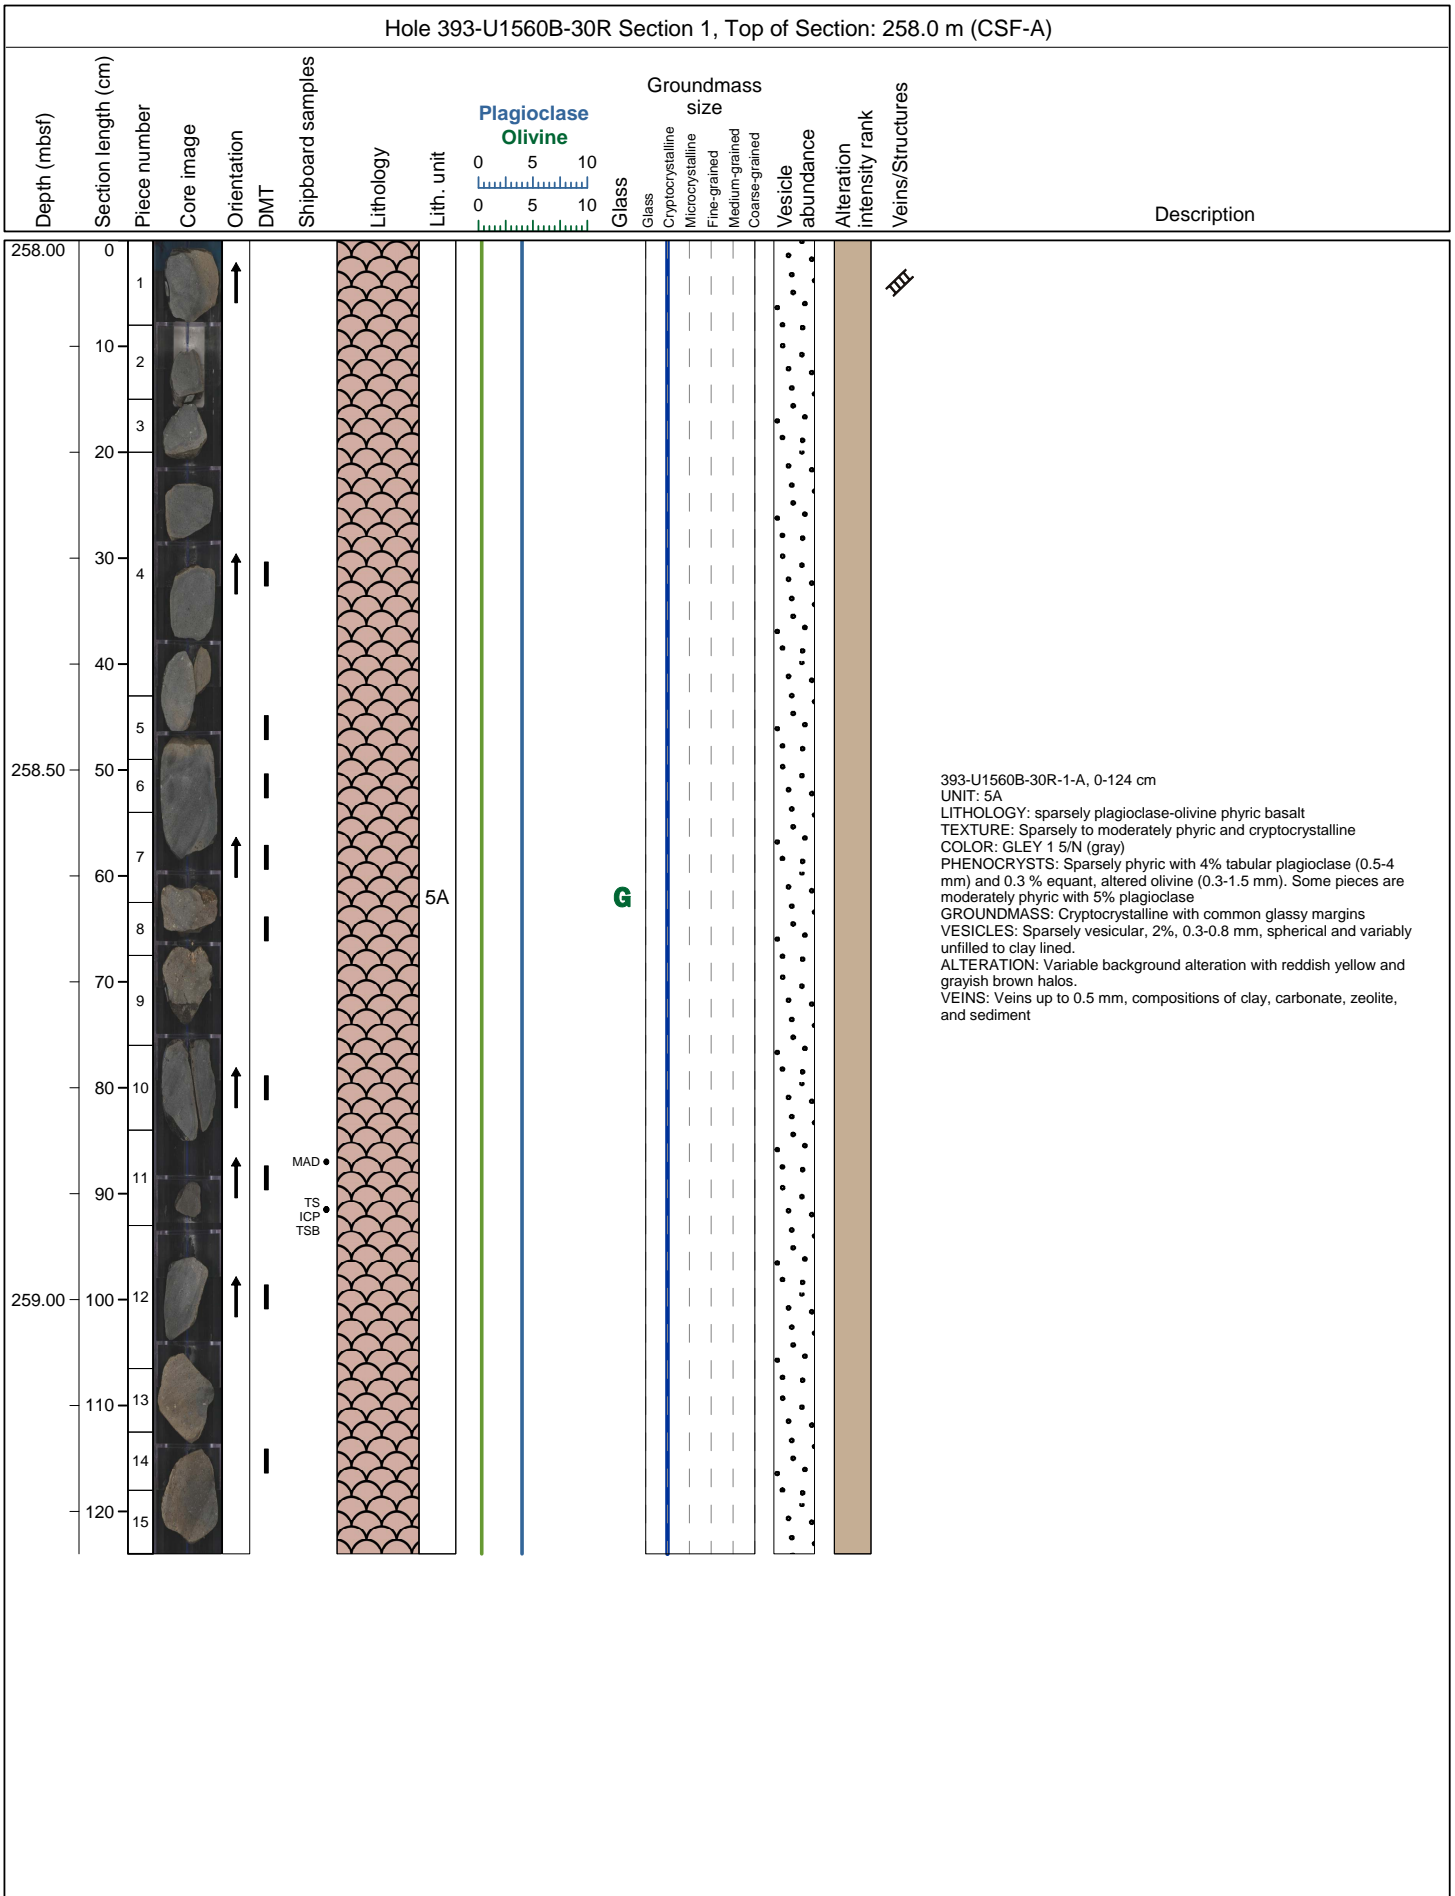 Hole 393-U1560B-30R Section 1, Top of Section: 258.0 m (CSF-A)
Depth (mbsf)
Section length (cm)
Piece number
Core image
Orientation
DMT
Shipboard samples
Lithology
Lith. unit
Plagioclase
Olivine
0 5 10
0 5 10
Glass
Groundmass
size
Glass
Cryptocrystalline
Microcrystalline
Fine-grained
Medium-grained
Coarse-grained
Vesicle
abundance
Alteration
intensity rank
Veins/Structures
Description
258.00
258.50
259.00
0
10
20
30
40
50
60
70
80
90
100
110
120
1
2
3
4
5
6
7
8
9
10
11
12
13
14
15
MAD
TS
ICP
TSB
5A
G
393-U1560B-30R-1-A, 0-124 cm
UNIT: 5A
LITHOLOGY: sparsely plagioclase-olivine phyric basalt
TEXTURE: Sparsely to moderately phyric and cryptocrystalline
COLOR: GLEY 1 5/N (gray)
PHENOCRYSTS: Sparsely phyric with 4% tabular plagioclase (0.5-4
mm) and 0.3 % equant, altered olivine (0.3-1.5 mm). Some pieces are
moderately phyric with 5% plagioclase
GROUNDMASS: Cryptocrystalline with common glassy margins
VESICLES: Sparsely vesicular, 2%, 0.3-0.8 mm, spherical and variably
unfilled to clay lined.
ALTERATION: Variable background alteration with reddish yellow and
grayish brown halos.
VEINS: Veins up to 0.5 mm, compositions of clay, carbonate, zeolite,
and sediment